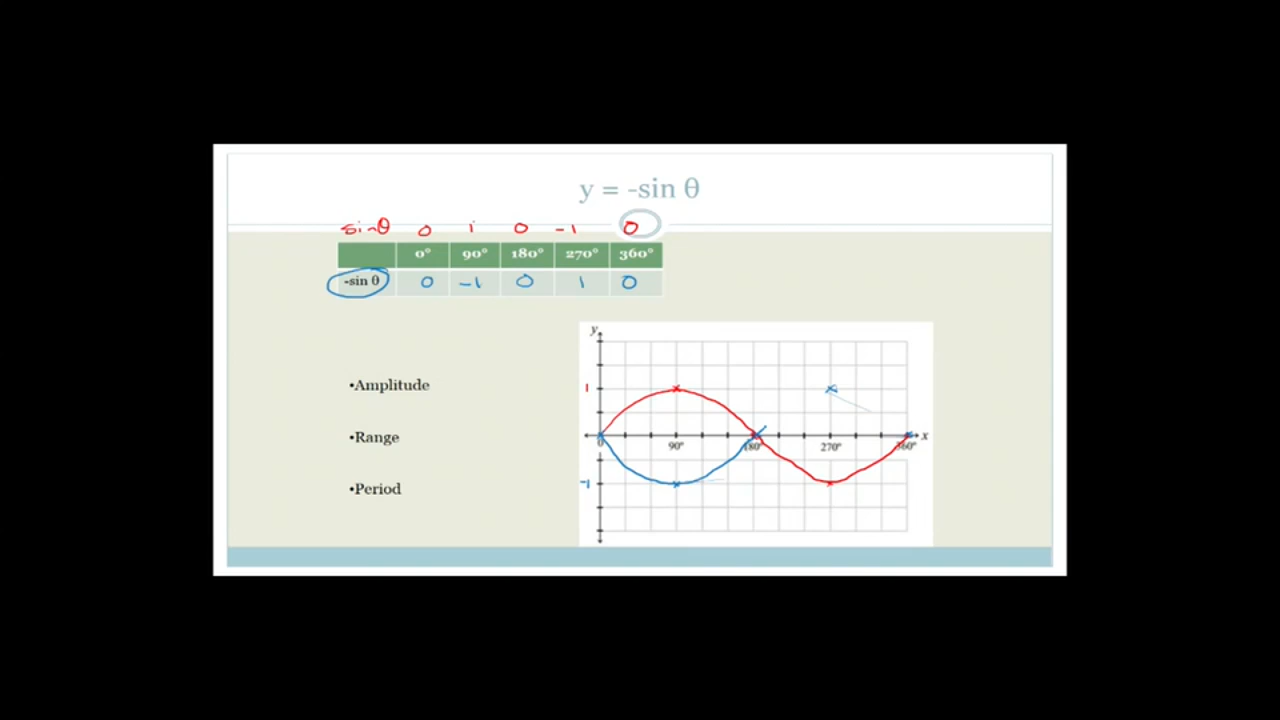 y = -sin θ
sinθ 0 1 0 -1 0
0° 90° 180° 270° 360°
-sin θ 0 -1 0 1 0
y
•Amplitude
1
•Range
0 90° 180° 270° 360° x
•Period
-1